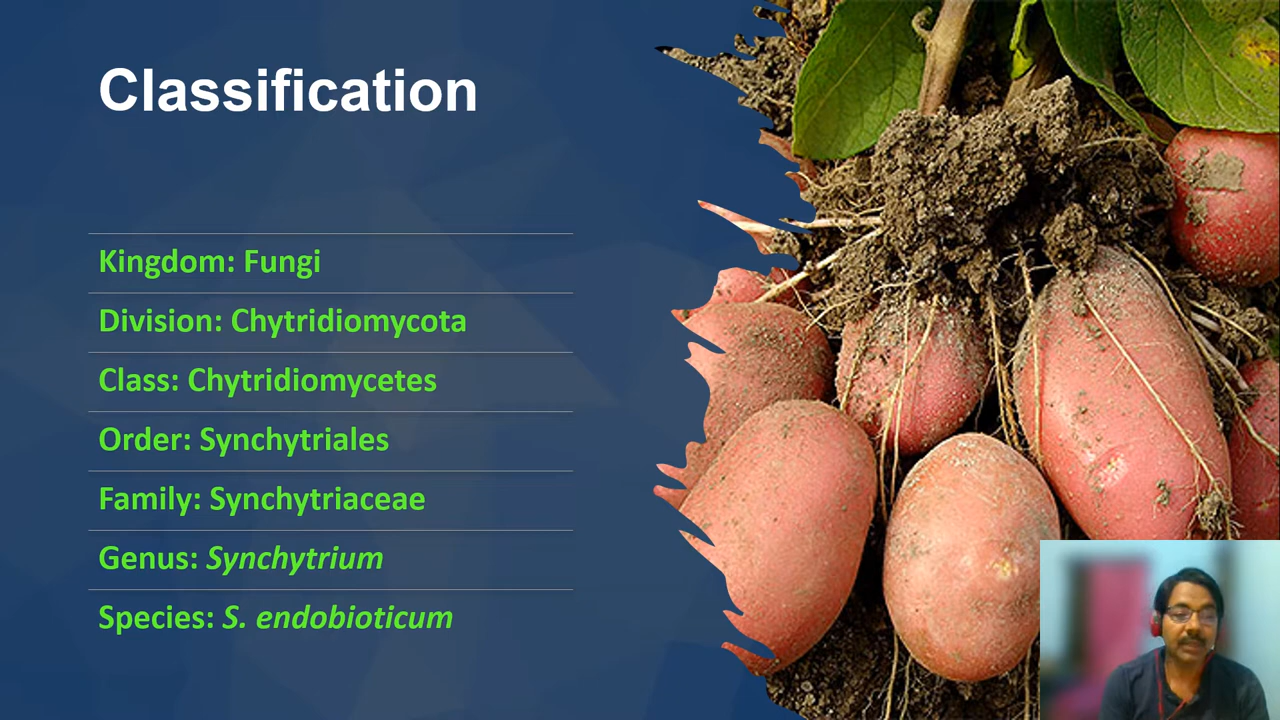 Classification
Kingdom: Fungi
Division: Chytridiomycota
Class: Chytridiomycetes
Order: Synchytriales
Family: Synchytriaceae
Genus: Synchytrium
Species: S. endobioticum